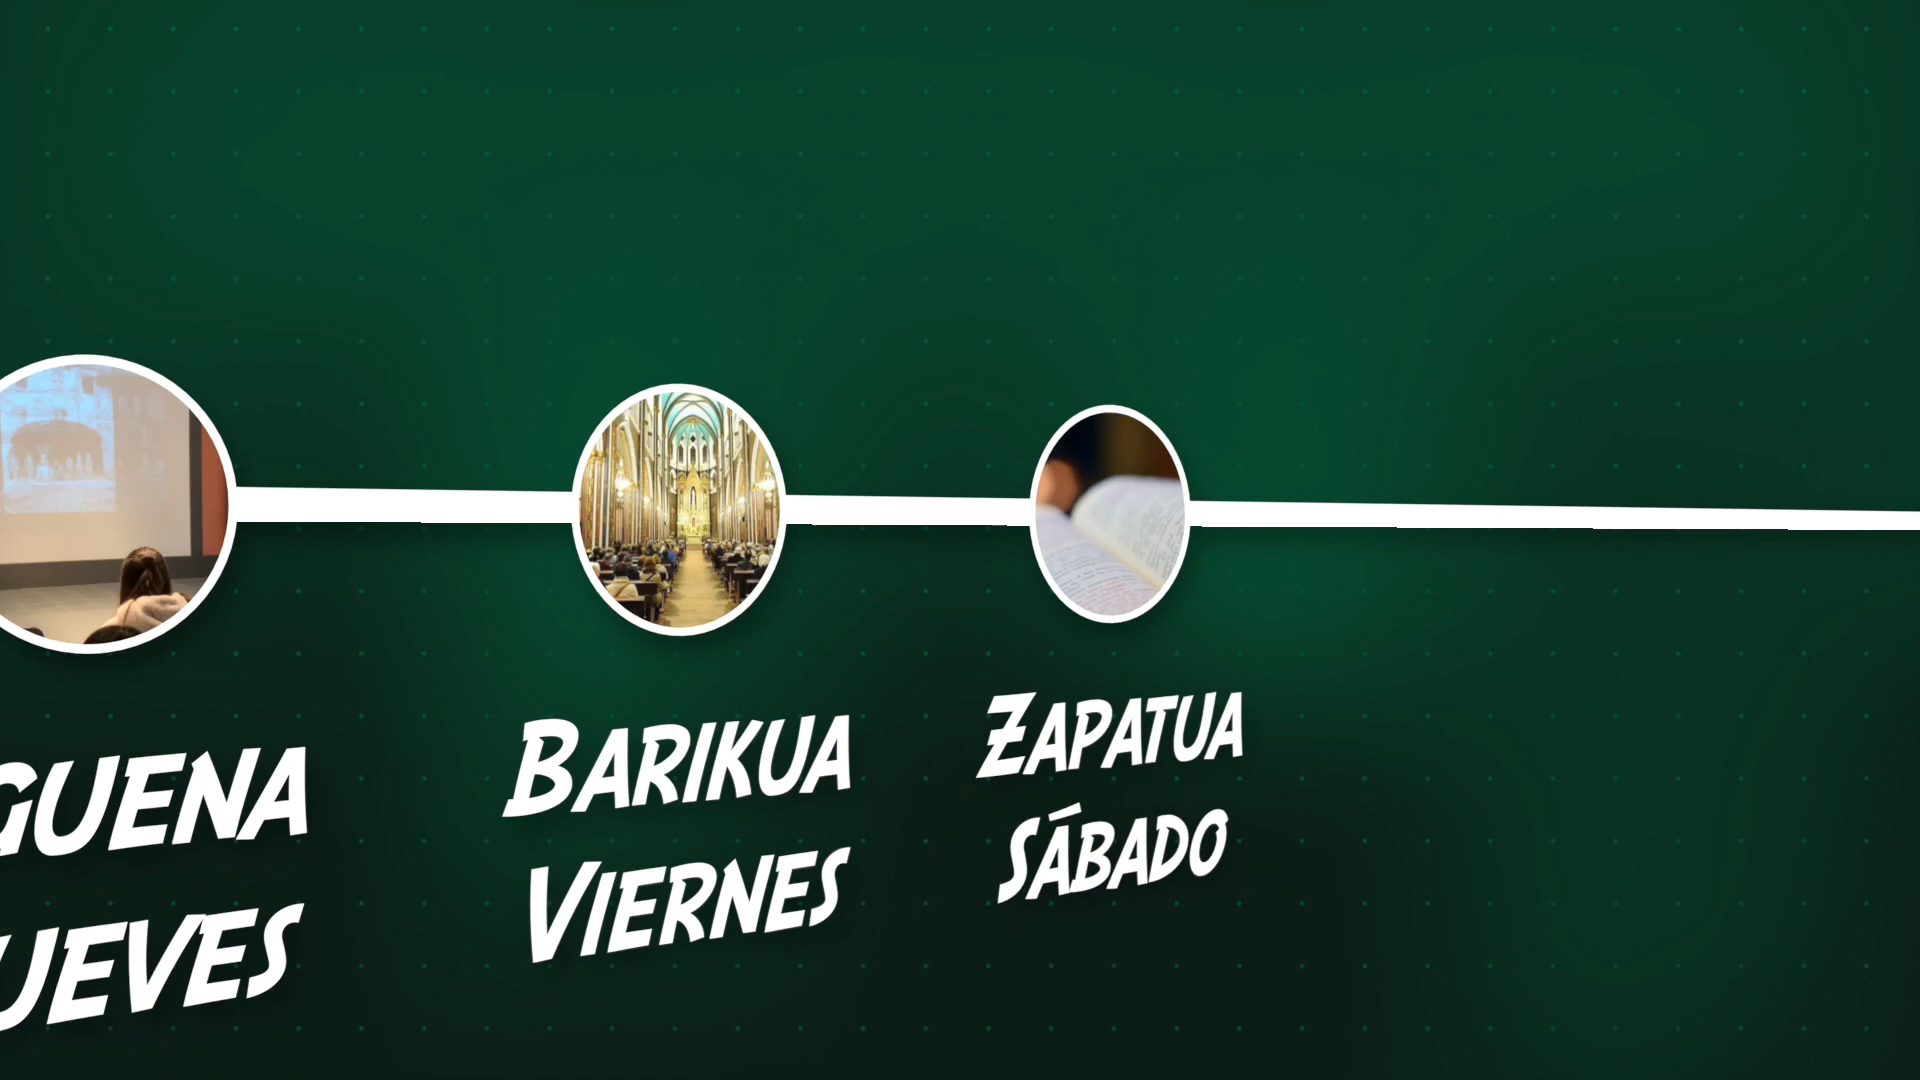 GUENA
UEVES
BARIKUA
VIERNES
ZAPATUA
SÁBADO